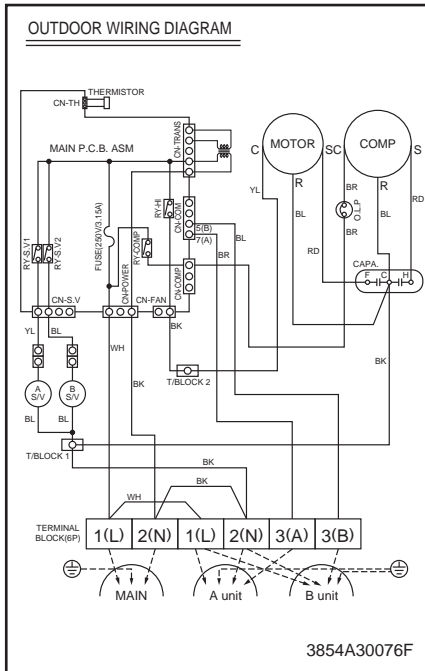 OUTDOOR WIRING DIAGRAM
THERMISTOR
CN-TH
MAIN P.C.B. ASM
CN-TRANS
C
MOTOR
SC
COMP
S
YL
R
BR
R
RD
BL
O.L.P
BL
RY-S.V1
RY-S.V2
FUSE(250V/3.15A)
RY-HI
CN-COM
5(B)
7(A)
BL
BR
RD
BR
CN-POWER
RY-COMP
CN-COMP
CAPA.
F
C
H
CN-S.V
CN-FAN
YL
BL
BK
WH
BK
T/BLOCK 2
BK
A
S/V
B
S/V
BL
BL
T/BLOCK 1
BK
BK
WH
TERMINAL
BLOCK(6P)
1(L) 2(N) 1(L) 2(N) 3(A) 3(B)
MAIN
A unit
B unit
3854A30076F